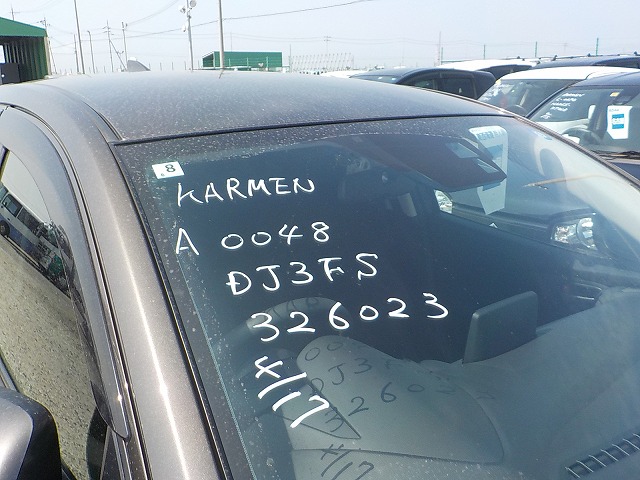 8
KARMEN
A 0048
DJ3FS
326023
4/17